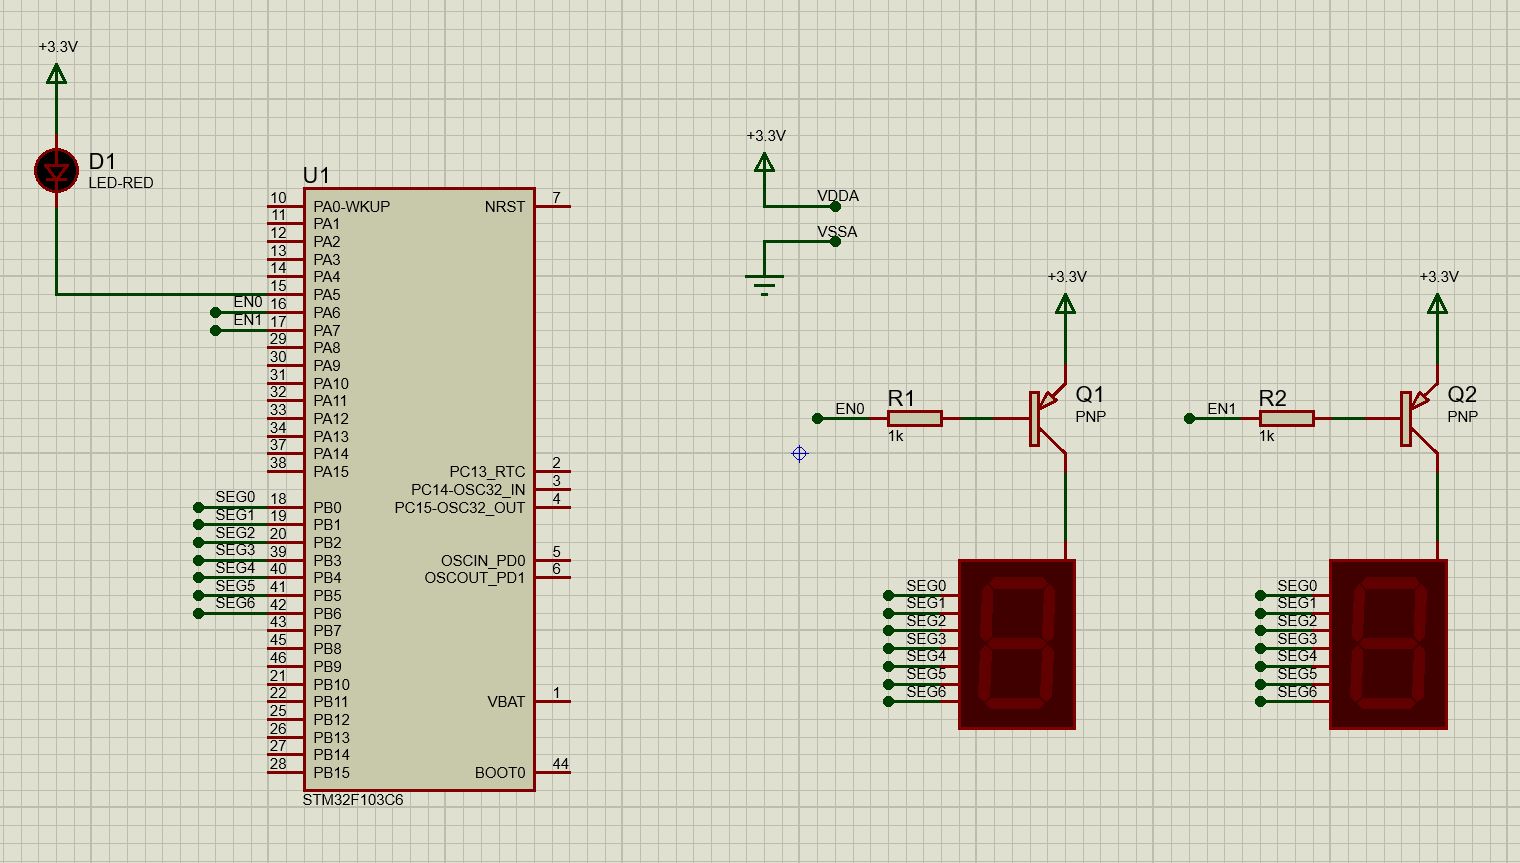 +3.3V
D1
LED-RED
U1
10 PA0-WKUP
11 PA1
12 PA2
13 PA3
14 PA4
15 PA5
EN0 16 PA6
EN1 17 PA7
29 PA8
30 PA9
31 PA10
32 PA11
33 PA12
34 PA13
37 PA14
38 PA15
SEG0 18 PB0
SEG1 19 PB1
SEG2 20 PB2
SEG3 39 PB3
SEG4 40 PB4
SEG5 41 PB5
SEG6 42 PB6
43 PB7
45 PB8
46 PB9
21 PB10
22 PB11
25 PB12
26 PB13
27 PB14
28 PB15
NRST 7
PC13_RTC 2
PC14-OSC32_IN 3
PC15-OSC32_OUT 4
OSCIN_PD0 5
OSCOUT_PD1 6
VBAT 1
BOOT0 44
STM32F103C6
+3.3V
VDDA
VSSA
+3.3V
EN0
R1
1k
Q1
PNP
SEG0
SEG1
SEG2
SEG3
SEG4
SEG5
SEG6
+3.3V
EN1
R2
1k
Q2
PNP
SEG0
SEG1
SEG2
SEG3
SEG4
SEG5
SEG6